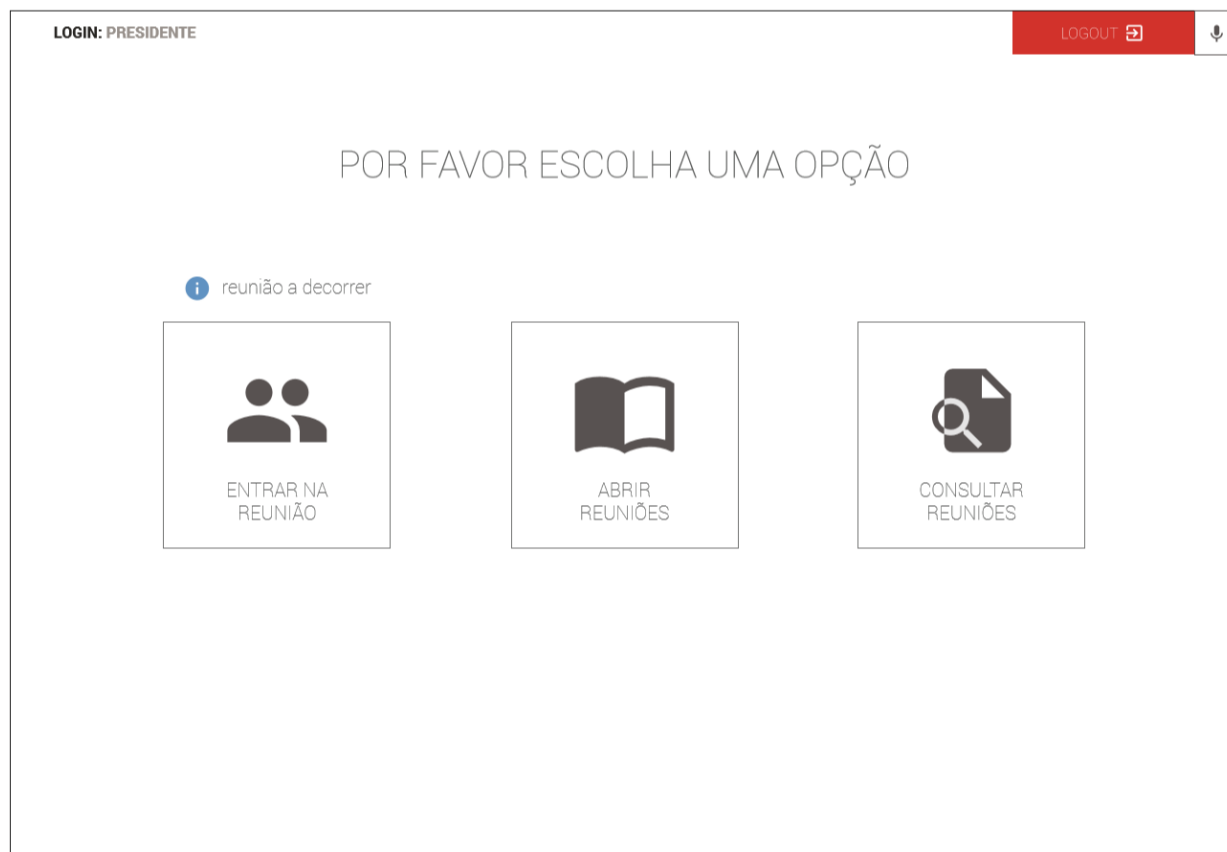 LOGIN: PRESIDENTE
LOGOUT
POR FAVOR ESCOLHA UMA OPÇÃO
reunião a decorrer
ENTRAR NA
REUNIÃO
ABRIR
REUNIÕES
CONSULTAR
REUNIÕES